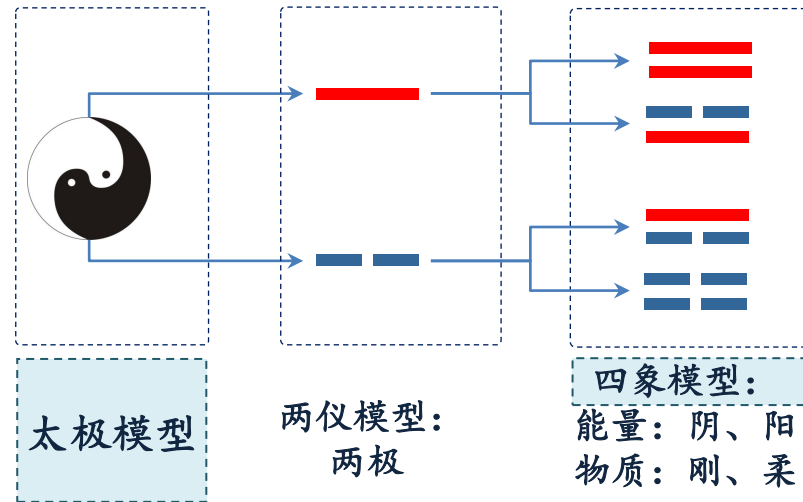 太极模型
两仪模型：
两极
四象模型：
能量：阴、阳
物质：刚、柔